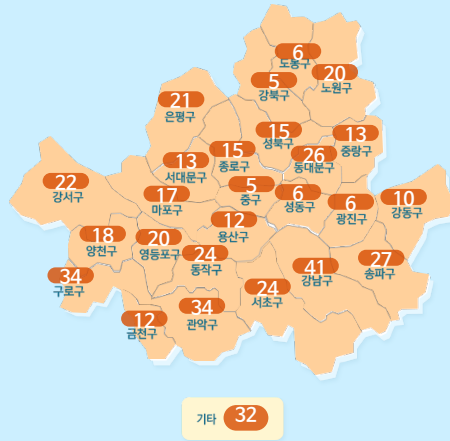 6
도봉구
20
노원구
5
강북구
21
은평구
15
성북구
13
중랑구
15
종로구
26
동대문구
13
서대문구
22
강서구
17
마포구
5
중구
6
성동구
6
광진구
10
강동구
12
용산구
18
양천구
20
영등포구
24
동작구
41
강남구
27
송파구
34
구로구
24
서초구
34
관악구
12
금천구
기타 32